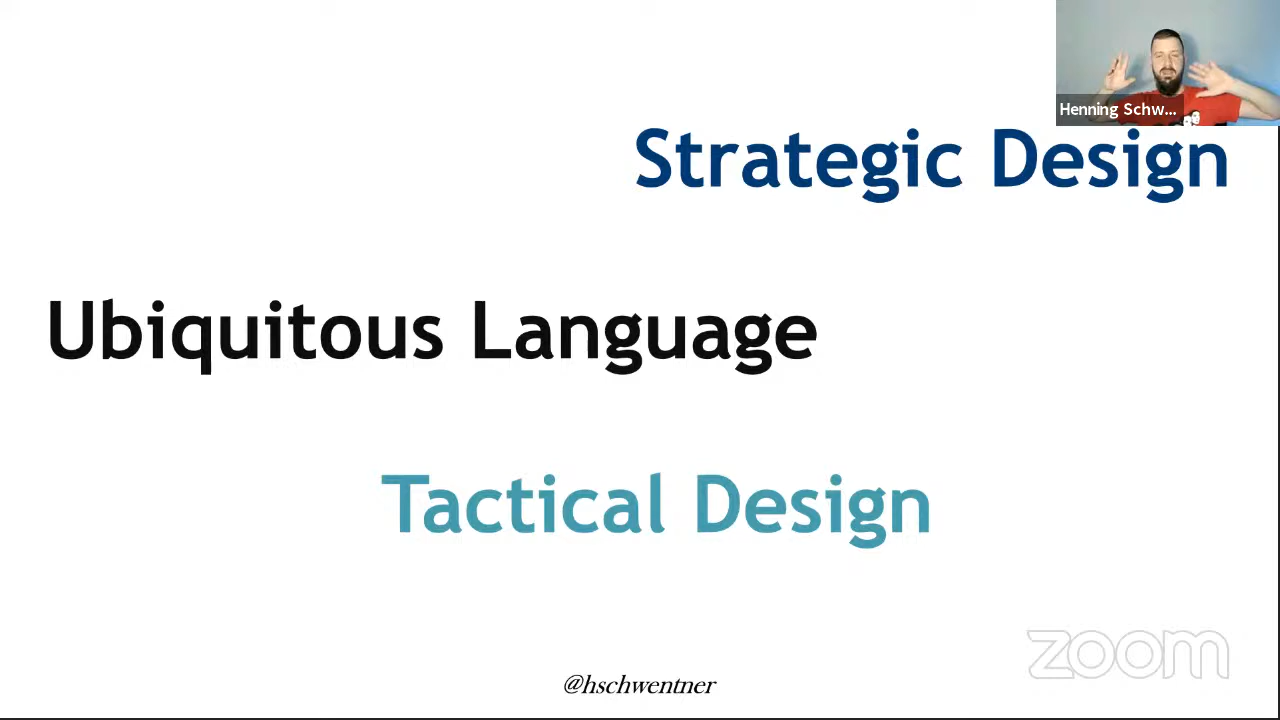 Henning Schw...
Strategic Design
Ubiquitous Language
Tactical Design
zoom
@hschwentner